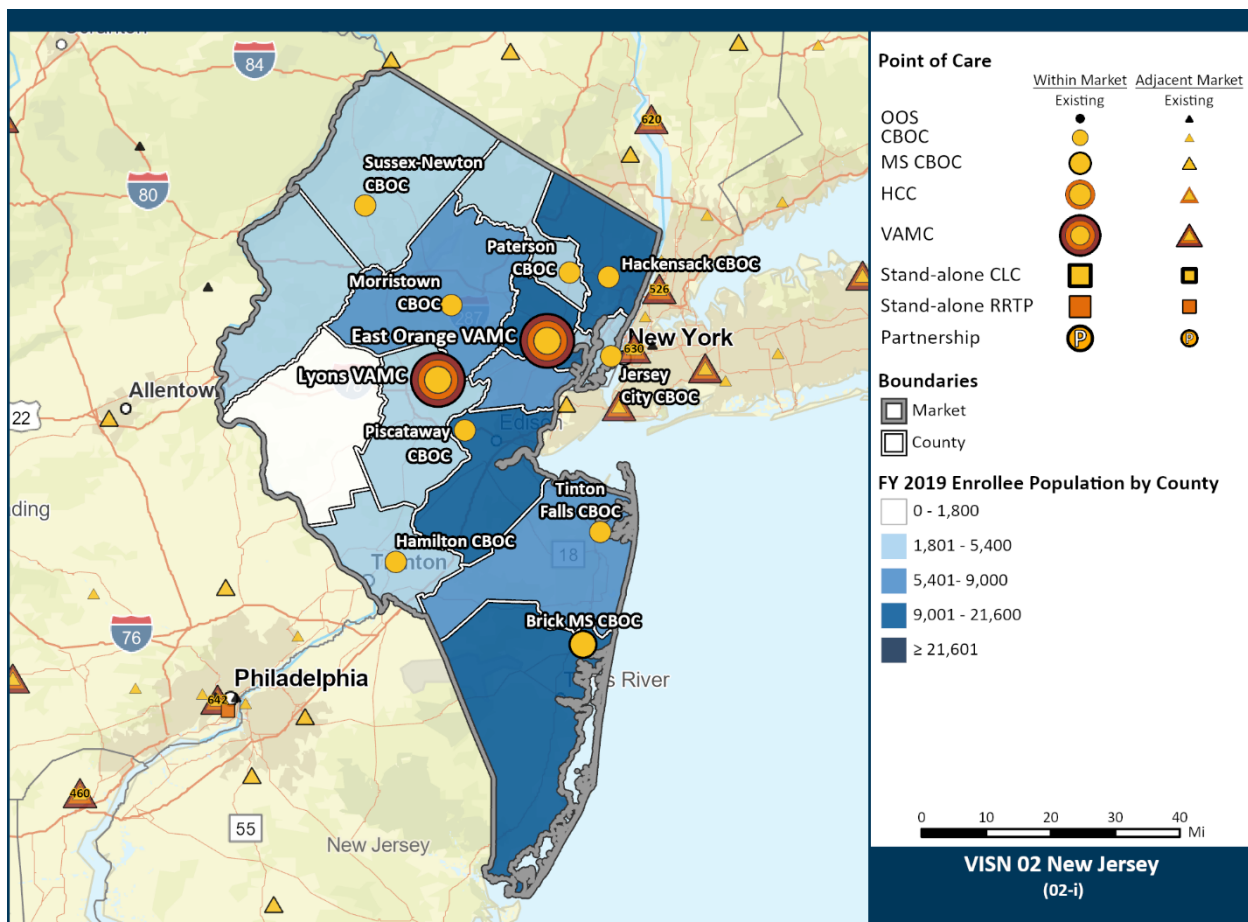 Scranton
84
80
Sussex-Newton
CBOC
620
Paterson
CBOC
Hackensack CBOC
Morristown
CBOC
287
526
East Orange VAMC
630
New York
Lyons VAMC
Jersey
City CBOC
Allentow
22
Piscataway
CBOC
Edison
ding
Tinton
Falls CBOC
18
Hamilton CBOC
Trenton
76
Brick MS CBOC
Toms River
Philadelphia
642
460
55
New Jersey
Point of Care
Within Market
Adjacent Market
Existing
Existing
OOS
CBOC
MS CBOC
HCC
VAMC
Stand-alone CLC
Stand-alone RRTP
Partnership
P
P
Boundaries
Market
County
FY 2019 Enrollee Population by County
0 - 1,800
1,801 - 5,400
5,401- 9,000
9,001 - 21,600
≥ 21,601
0 10 20 30 40
Mi
VISN 02 New Jersey
(02-i)